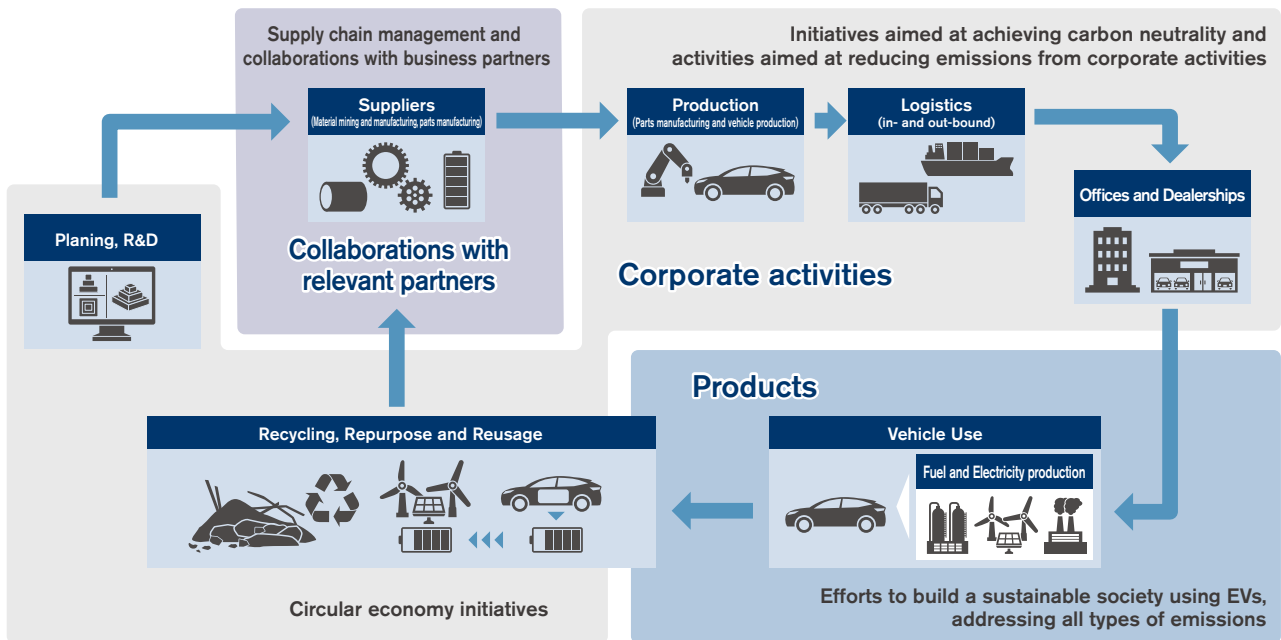 Supply chain management and
collaborations with business partners
Initiatives aimed at achieving carbon neutrality and
activities aimed at reducing emissions from corporate activities
Suppliers
(Material mining and manufacturing, parts manufacturing)
Production
(Parts manufacturing and vehicle production)
Logistics
(in- and out-bound)
Offices and Dealerships
Planing, R&D
Collaborations with
relevant partners
Corporate activities
Products
Recycling, Repurpose and Reusage
Vehicle Use
Fuel and Electricity production
Circular economy initiatives
Efforts to build a sustainable society using EVs,
addressing all types of emissions